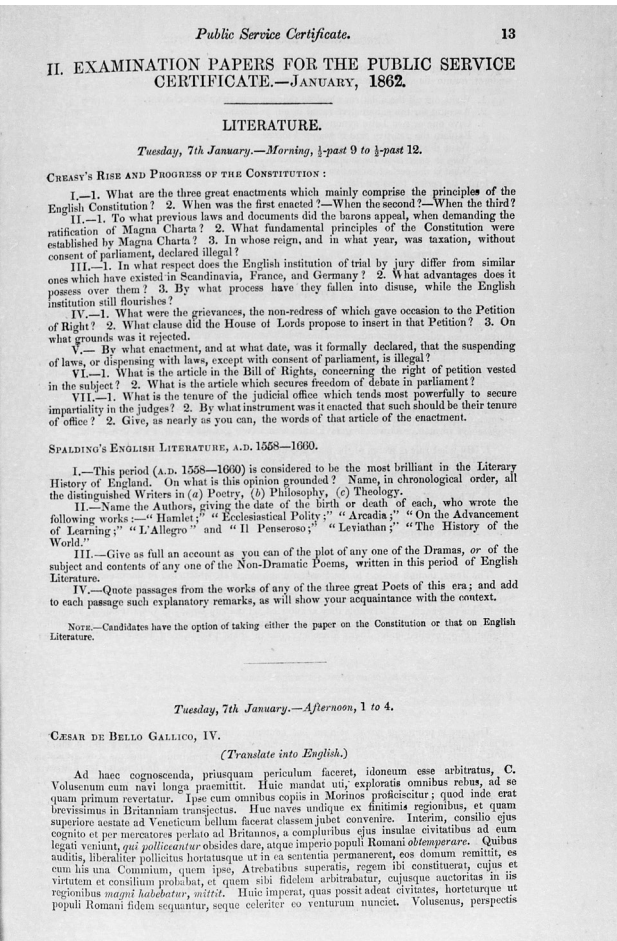 Public Service Certificate. 13
II. EXAMINATION PAPERS FOR THE PUBLIC SERVICE
CERTIFICATE.—JANUARY, 1862.
LITERATURE.
Tuesday, 7th January.—Morning, ½-past 9 to ½-past 12.
CREASY'S RISE AND PROGRESS OF THE CONSTITUTION :
I.—1. What are the three great enactments which mainly comprise the principles of the
English Constitution ? 2. When was the first enacted ?—When the second ?—When the third ?
II.—1. To what previous laws and documents did the barons appeal, when demanding the
ratification of Magna Charta ? 2. What fundamental principles of the Constitution were
established by Magna Charta ? 3. In whose reign, and in what year, was taxation, without
consent of parliament, declared illegal ?
III.—1. In what respect does the English institution of trial by jury differ from similar
ones which have existed in Scandinavia, France, and Germany ? 2. What advantages does it
possess over them ? 3. By what process have they fallen into disuse, while the English
institution still flourishes ?
IV.—1. What were the grievances, the non-redress of which gave occasion to the Petition
of Right ? 2. What clause did the House of Lords propose to insert in that Petition ? 3. On
what grounds was it rejected.
V.— By what enactment, and at what date, was it formally declared, that the suspending
of laws, or dispensing with laws, except with consent of parliament, is illegal ?
VI.—1. What is the article in the Bill of Rights, concerning the right of petition vested
in the subject ? 2. What is the article which secures freedom of debate in parliament ?
VII.—1. What is the tenure of the judicial office which tends most powerfully to secure
impartiality in the judges ? 2. By what instrument was it enacted that such should be their tenure
of office ? 2. Give, as nearly as you can, the words of that article of the enactment.
SPALDING'S ENGLISH LITERATURE, A.D. 1558—1660.
I.—This period (A.D. 1558—1660) is considered to be the most brilliant in the Literary
History of England. On what is this opinion grounded ? Name, in chronological order, all
the distinguished Writers in (a) Poetry, (b) Philosophy, (c) Theology.
II.—Name the Authors, giving the date of the birth or death of each, who wrote the
following works :—" Hamlet ;" " Ecclesiastical Polity ;" " Arcadia ;" " On the Advancement
of Learning ;" " L'Allegro " and " Il Penseroso ;" " Leviathan ;" " The History of the
World."
III.—Give as full an account as you can of the plot of any one of the Dramas, or of the
subject and contents of any one of the Non-Dramatic Poems, written in this period of English
Literature.
IV.—Quote passages from the works of any of the three great Poets of this era ; and add
to each passage such explanatory remarks, as will show your acquaintance with the context.
NOTE.—Candidates have the option of taking either the paper on the Constitution or that on English
Literature.
Tuesday, 7th January.—Afternoon, 1 to 4.
CÆSAR DE BELLO GALLICO, IV.
(Translate into English.)
Ad haec cognoscenda, priusquam periculum faceret, idoneum esse arbitratus, C.
Volusenum cum navi longa praemittit. Huic mandat uti, exploratis omnibus rebus, ad se
quam primum revertatur. Ipse cum omnibus copiis in Morinos proficiscitur ; quod inde erat
brevissimus in Britanniam transjectus. Huc naves undique ex finitimis regionibus, et quam
superiore aestate ad Veneticum bellum facerat classem jubet convenire. Interim, consilio ejus
cognito et per mercatores perlato ad Britannos, a compluribus ejus insulae civitatibus ad eum
legati veniunt, qui polliceantur obsides dare, atque imperio populi Romani obtemperare. Quibus
auditis, liberaliter pollicitus hortatusque ut in ea sententia permanerent, eos domum remittit, et
cum his una Commium, quem ipse, Atrebatibus superatis, regem ibi constituerat, cujus et
virtutem et consilium probabat, et quem sibi fidelem arbitrabatur, cujusque auctoritas in iis
regionibus magni habebatur, mittit. Huic imperat, quas possit adeat civitates, horteturque ut
populi Romani fidem sequantur, seque celeriter eo venturum nunciet. Volusenus, perspectis